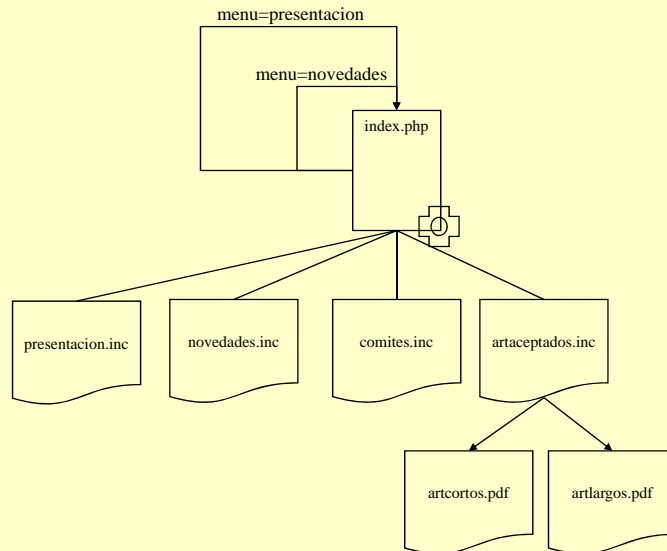 menu=presentacion
menu=novedades
index.php
presentacion.inc
novedades.inc
comites.inc
artaceptados.inc
artcortos.pdf
artlargos.pdf